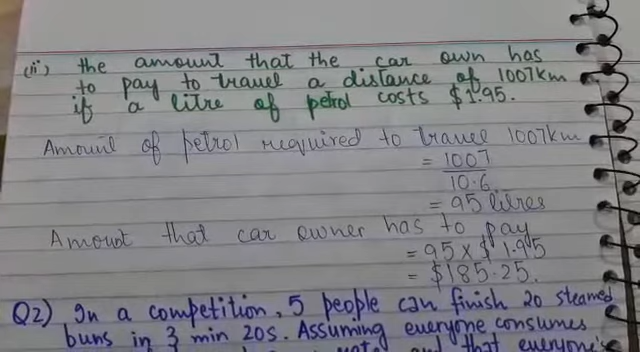 (ii) the amount that the car own has
to pay to travel a distance of 1007km
if a litre of petrol costs $1.95.
Amount of petrol required to travel 1007km
= 1007
10.6
= 95 litres
Amount that car owner has to pay
= 95 x $ 1.95
= $185.25.
Q2) In a competition, 5 people can finish 20 steamed
buns in 3 min 20s. Assuming everyone consumes
and that everyone's